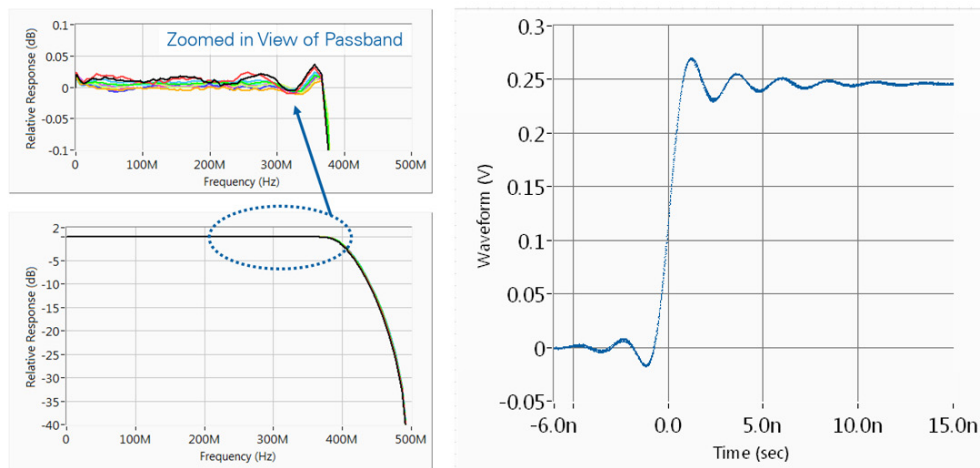 Zoomed in View of Passband
Relative Response (dB)
0.1
0.05
0
-0.05
-0.1
0 100M 200M 300M 400M 500M
Frequency (Hz)
Relative Response (dB)
2
-5
-10
-15
-20
-25
-30
-35
-40
0 100M 200M 300M 400M 500M
Frequency (Hz)
Waveform (V)
0.3
0.25
0.2
0.15
0.1
0.05
0
-0.05
-6.0n 0.0 5.0n 10.0n 15.0n
Time (sec)